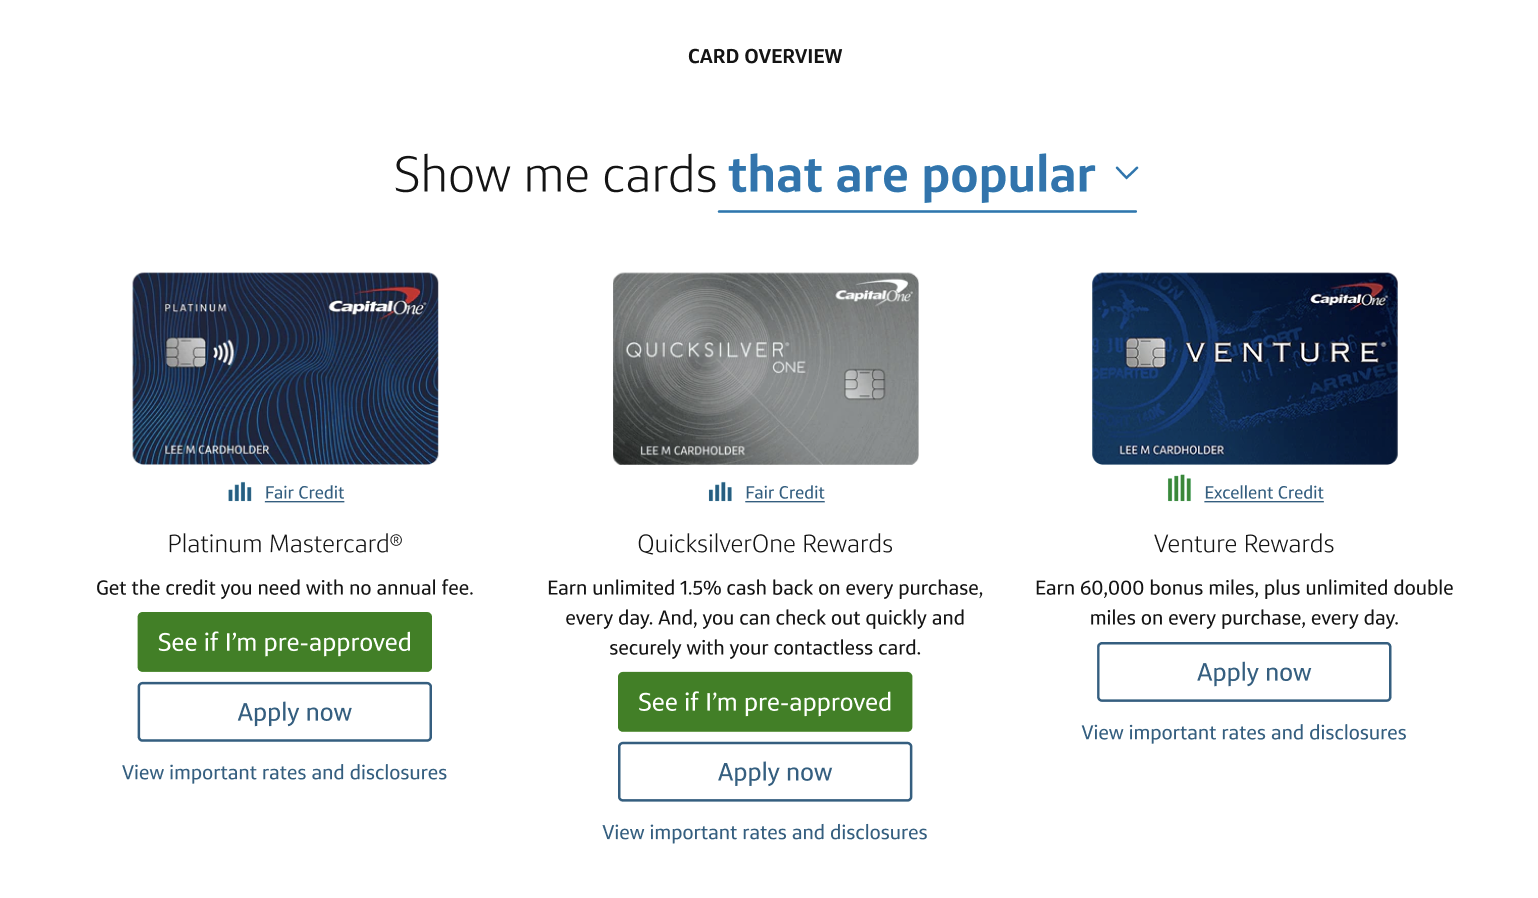 CARD OVERVIEW
Show me cards that are popular
PLATINUM
CapitalOne
LEE M CARDHOLDER
Fair Credit
Platinum Mastercard®
Get the credit you need with no annual fee.
See if I’m pre-approved
Apply now
View important rates and disclosures
CapitalOne
QUICKSILVER
ONE
LEE M CARDHOLDER
Fair Credit
QuicksilverOne Rewards
Earn unlimited 1.5% cash back on every purchase,
every day. And, you can check out quickly and
securely with your contactless card.
See if I’m pre-approved
Apply now
View important rates and disclosures
CapitalOne
VENTURE
DEPARTED
ARRIVED
LEE M CARDHOLDER
Excellent Credit
Venture Rewards
Earn 60,000 bonus miles, plus unlimited double
miles on every purchase, every day.
Apply now
View important rates and disclosures